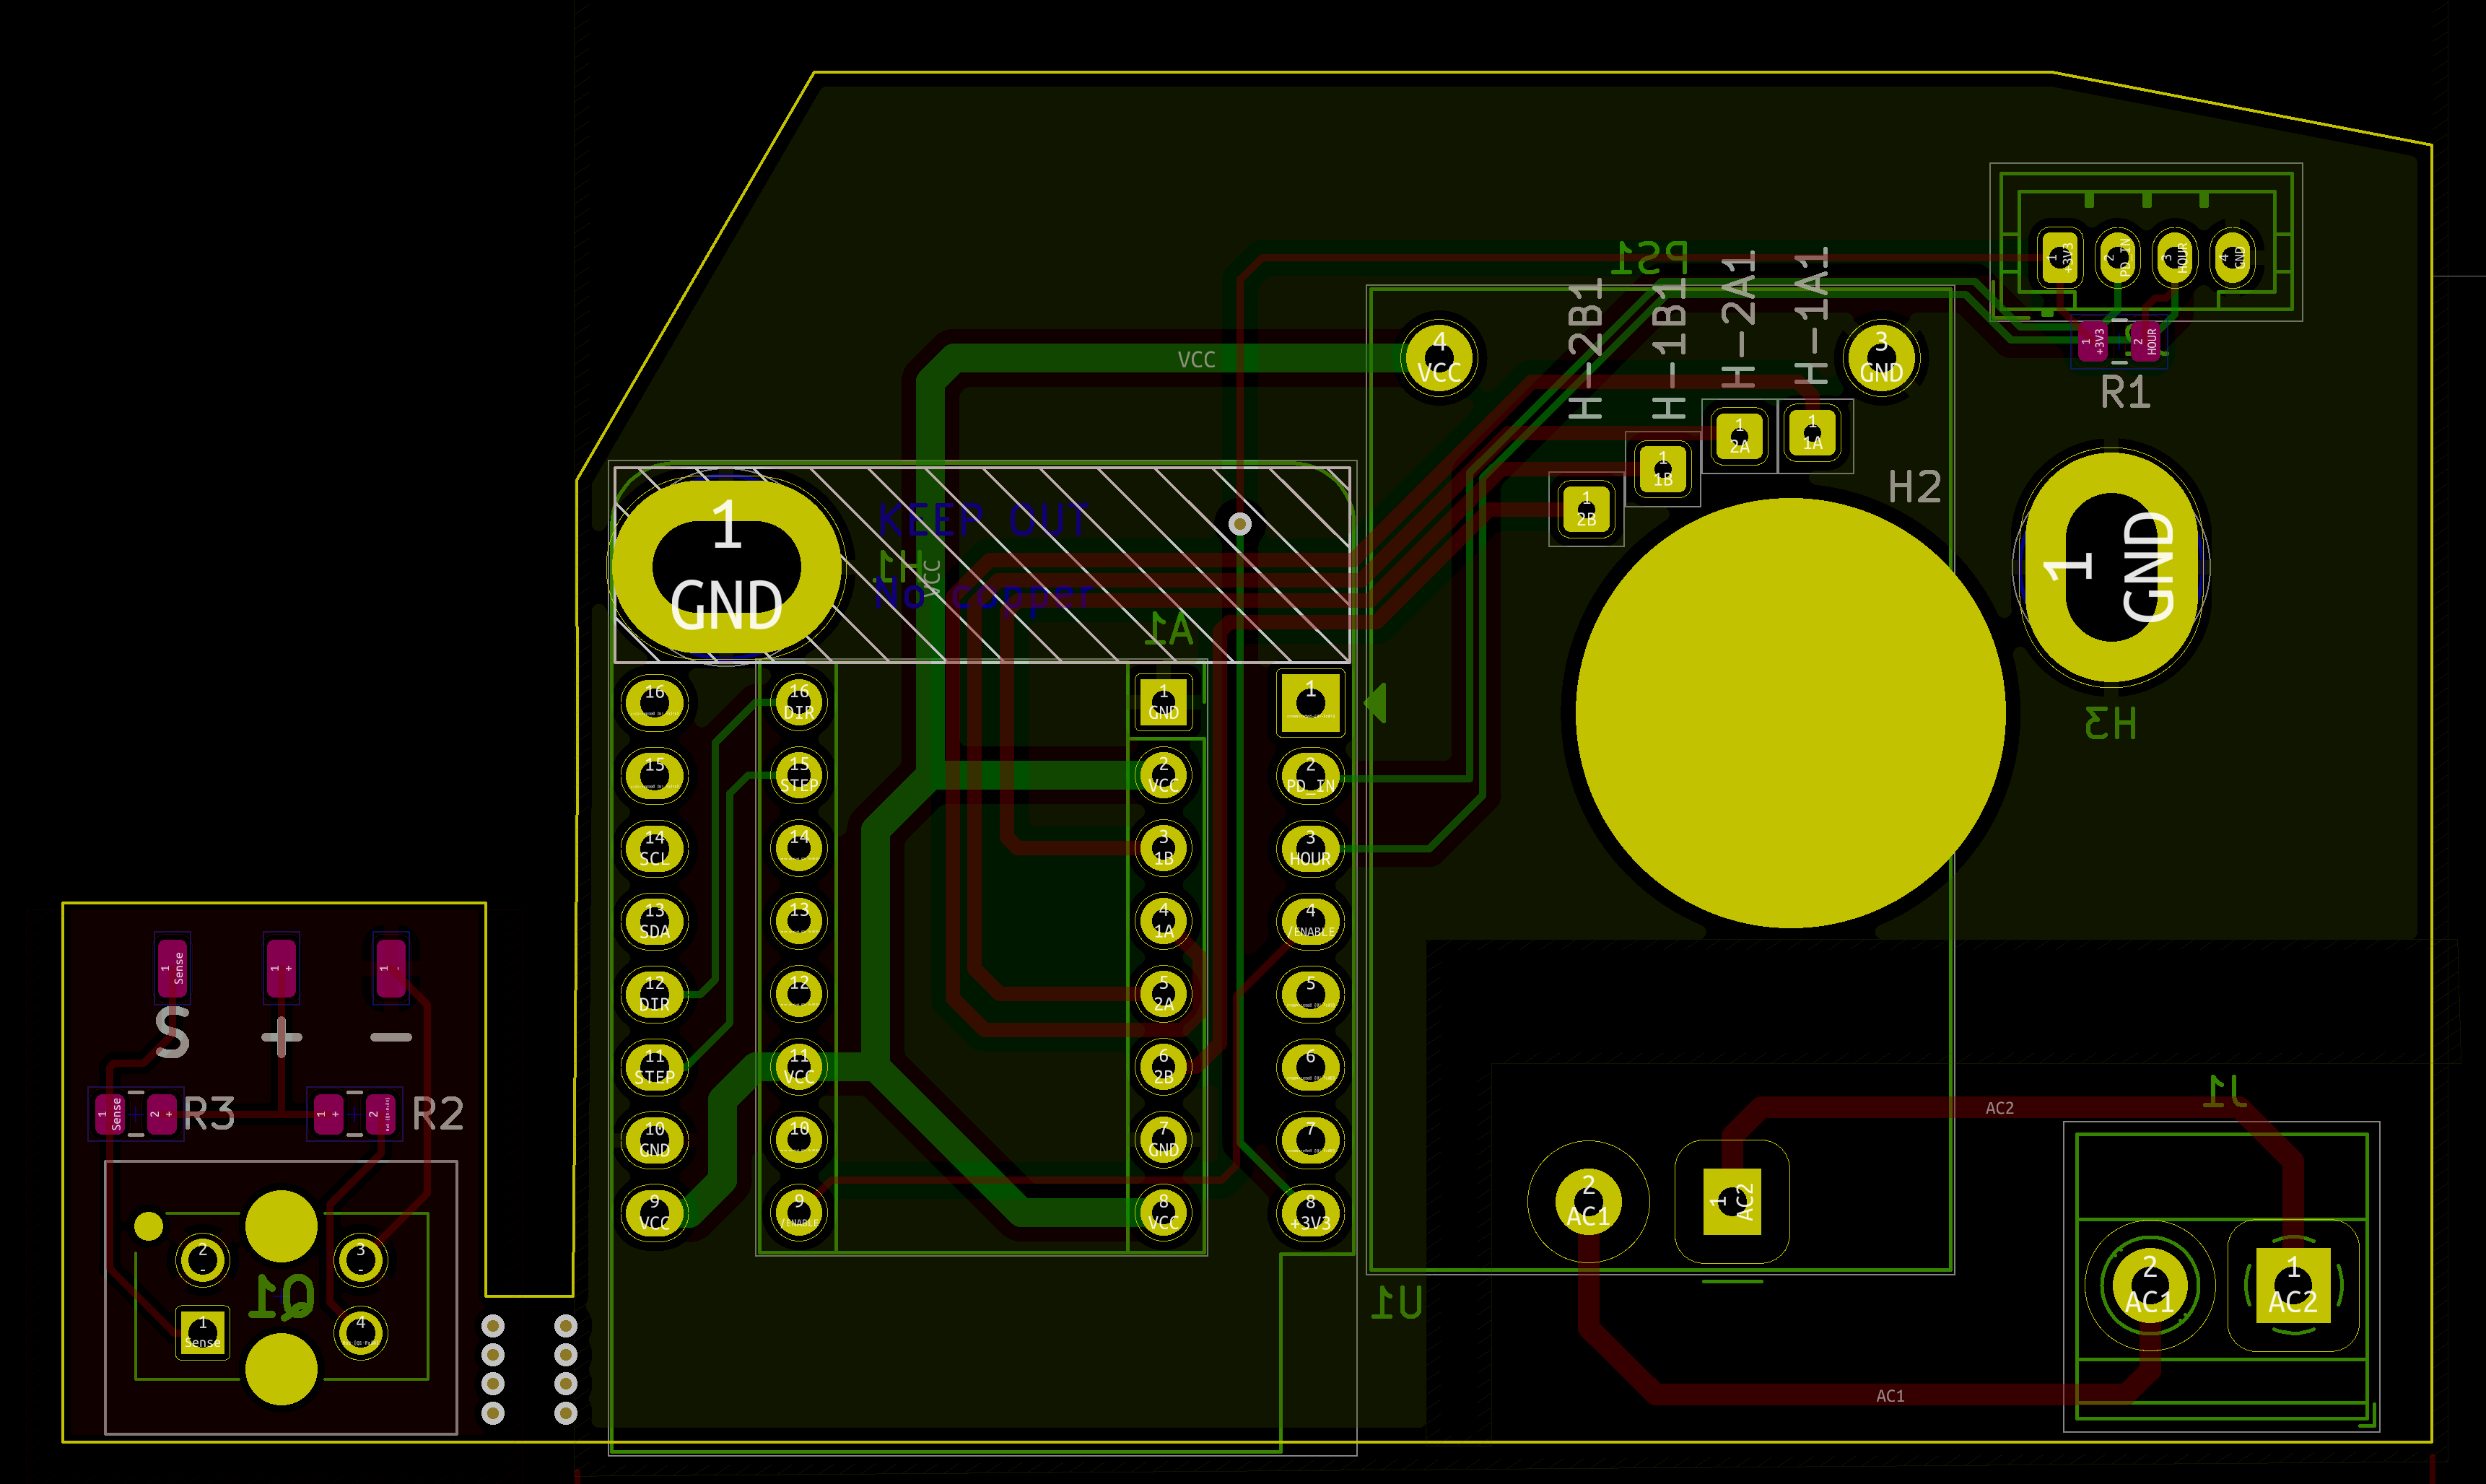 PS1
H-2B1
H-1B1
H-2A1
H-1A1
1
+3V3
2
PD_IN
3
HOUR
4
GND
1
+3V3
2
HOUR
R1
VCC
4
VCC
3
GND
1
2B
1
1B
1
2A
1
1A
H2
1
GND
H3
1
GND
KEEP OUT
H1
VCC
No copper
A1
16
15
14
SCL
13
SDA
12
DIR
11
STEP
10
GND
9
VCC
16
DIR
15
STEP
14
13
12
11
VCC
10
9
/ENABLE
1
GND
2
VCC
3
1B
4
1A
5
2A
6
2B
7
GND
8
VCC
1
2
PD_IN
3
HOUR
4
/ENABLE
5
6
7
8
+3V3
U1
1
Sense
1
+
1
-
S
+
-
1
Sense
2
+
R3
1
+
2
R2
2
-
3
-
Q1
1
Sense
4
AC2
J1
2
AC1
1
AC2
2
AC1
1
AC2
AC1